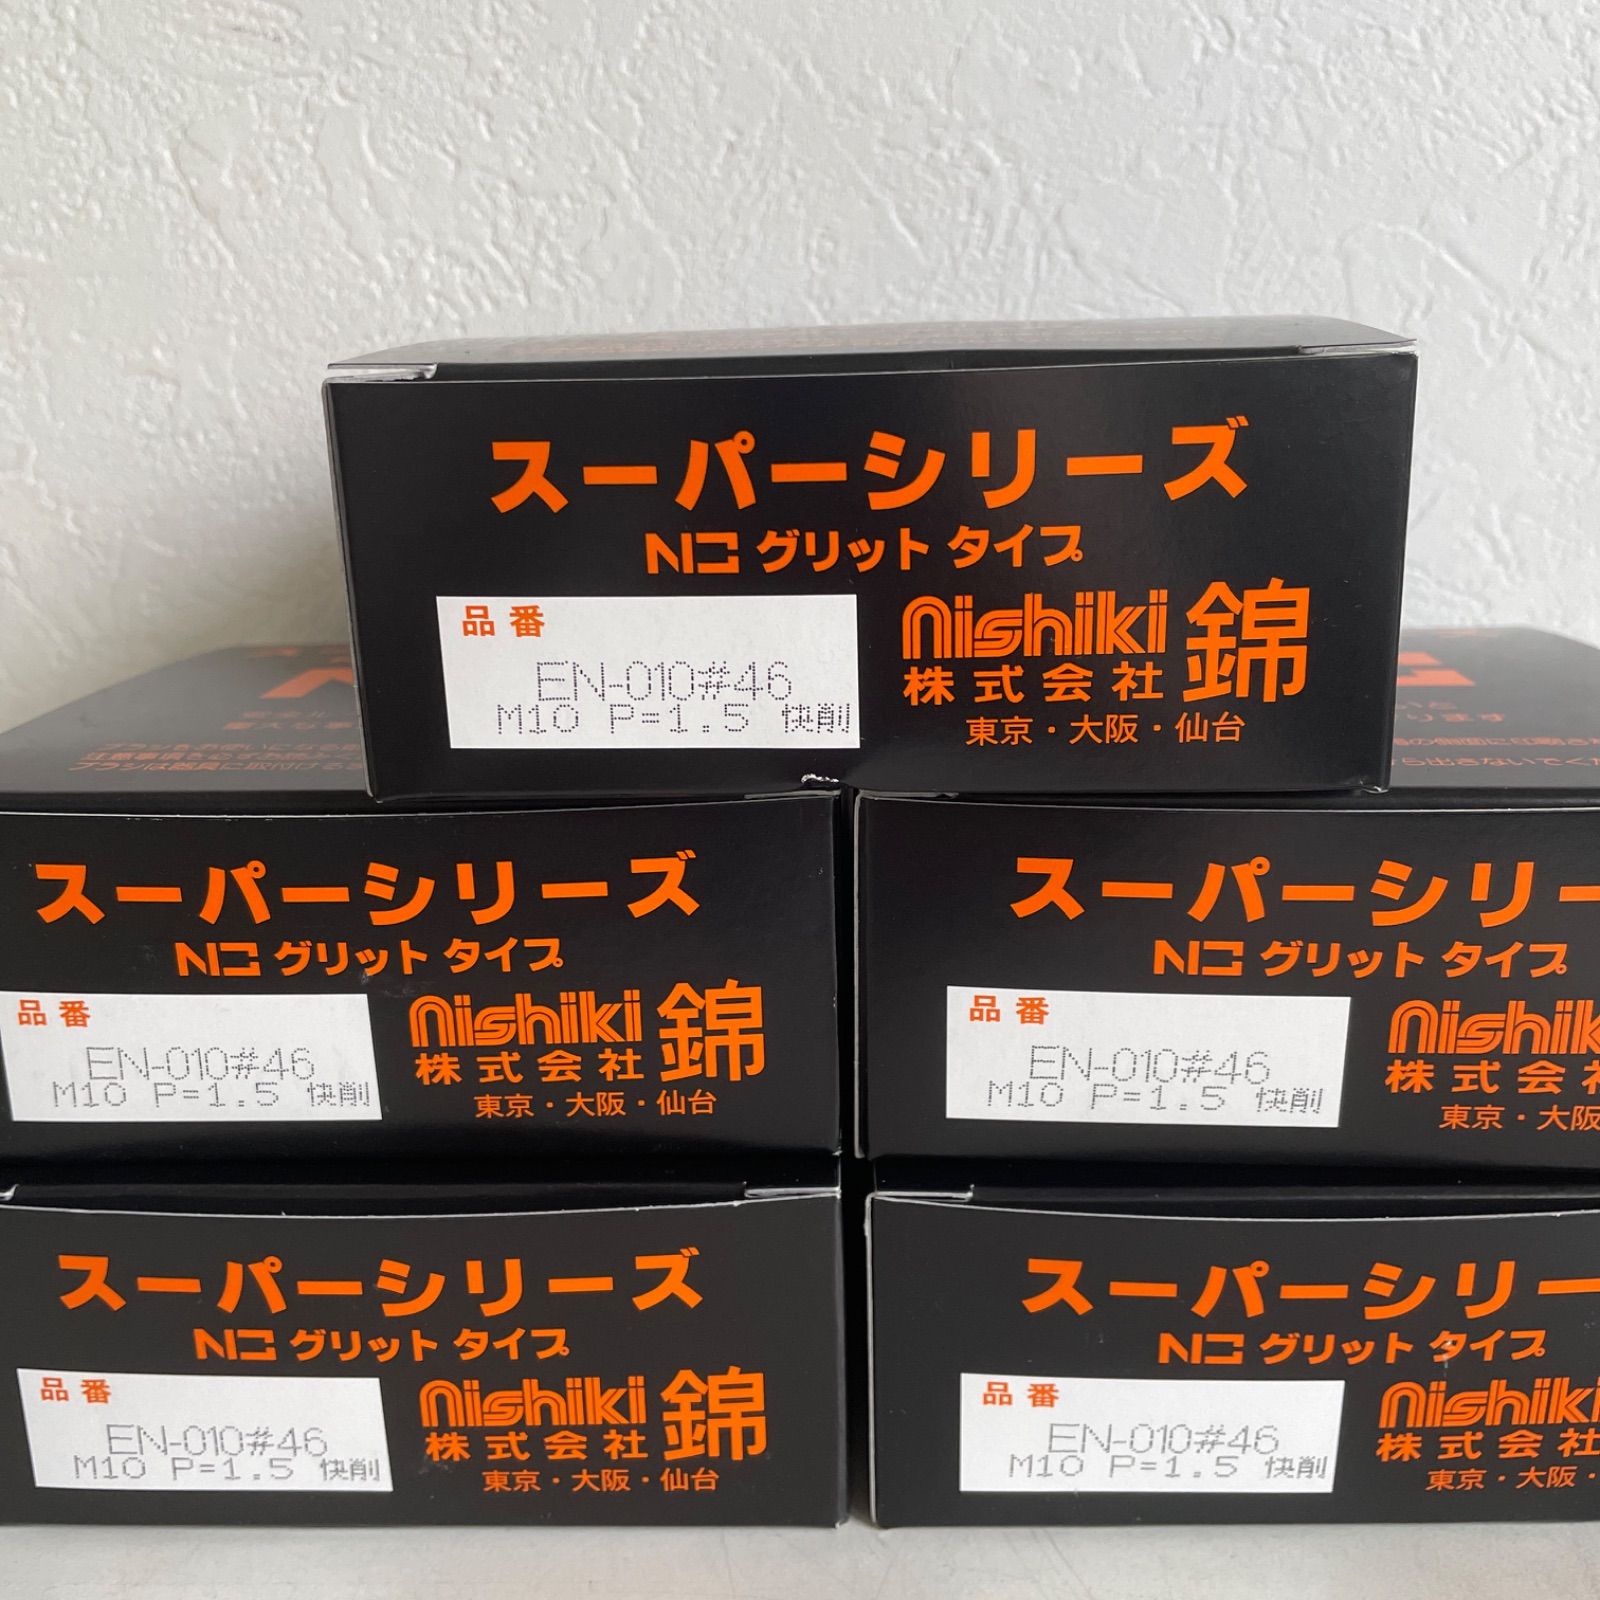 スーパーシリーズ
NC グリット タイプ
品番
EN-010#46
M10 P=1.5 快削
nishiki 錦
株式会社
東京・大阪・仙台
スーパーシリーズ
NC グリット タイプ
品番
EN-010#46
M10 P=1.5 快削
nishiki 錦
株式会社
東京・大阪・仙台
スーパーシリー
NC グリット タイプ
品番
EN-010#46
M10 P=1.5 快削
nishik
株式会
東京・大阪
スーパーシリーズ
NC グリット タイプ
品番
EN-010#46
M10 P=1.5 快削
nishiki 錦
株式会社
東京・大阪・仙台
スーパーシリー
NC グリット タイプ
品番
EN-010#46
M10 P=1.5 快削
nishiki
株式会社
東京・大阪・